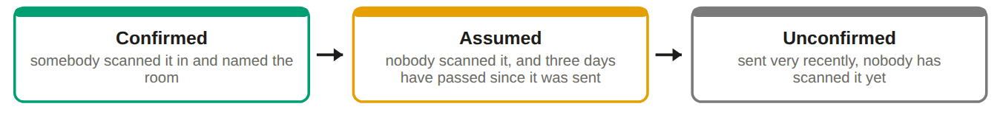 Confirmed
somebody scanned it in and named the
room
Assumed
nobody scanned it, and three days
have passed since it was sent
Unconfirmed
sent very recently, nobody has
scanned it yet